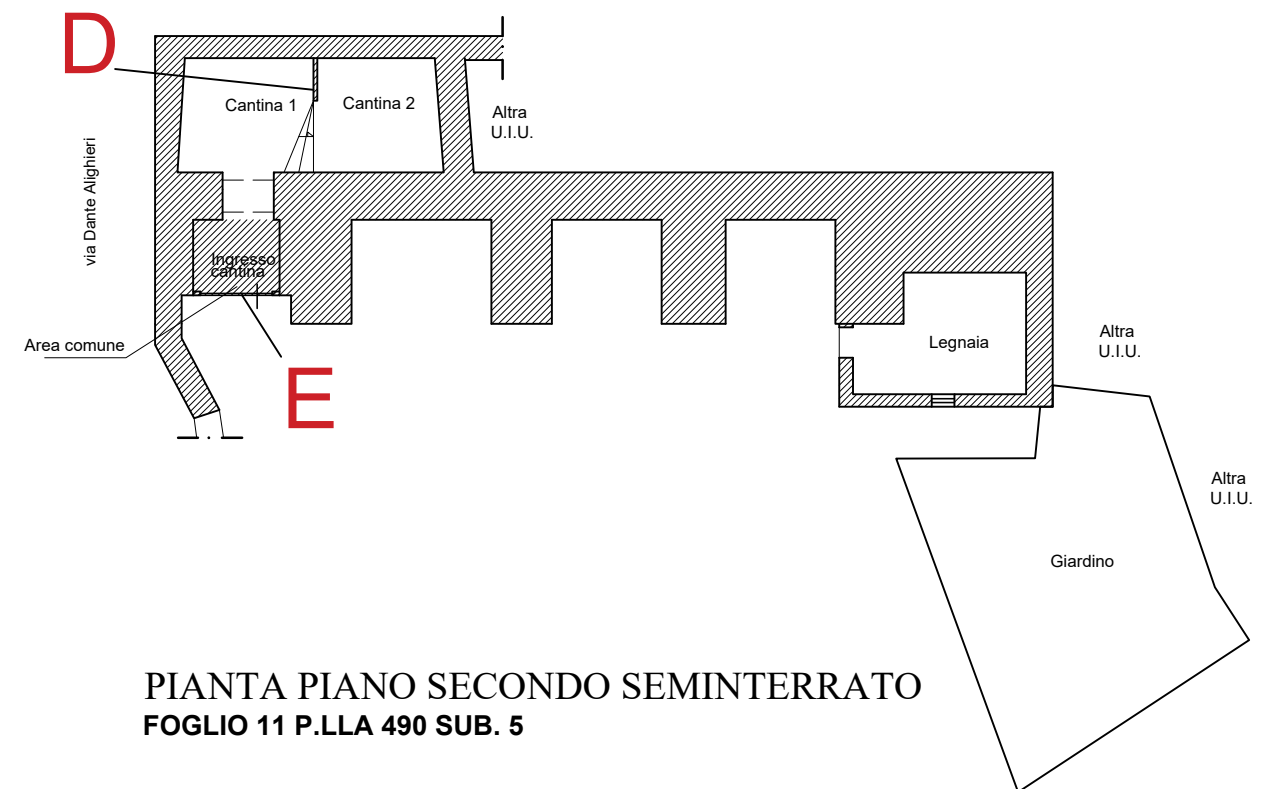 D
Cantina 1
Cantina 2
Altra
U.I.U.
via Dante Alighieri
Ingresso
cantina
Area comune
E
Legnaia
Altra
U.I.U.
Altra
U.I.U.
Giardino
PIANTA PIANO SECONDO SEMINTERRATO
FOGLIO 11 P.LLA 490 SUB. 5